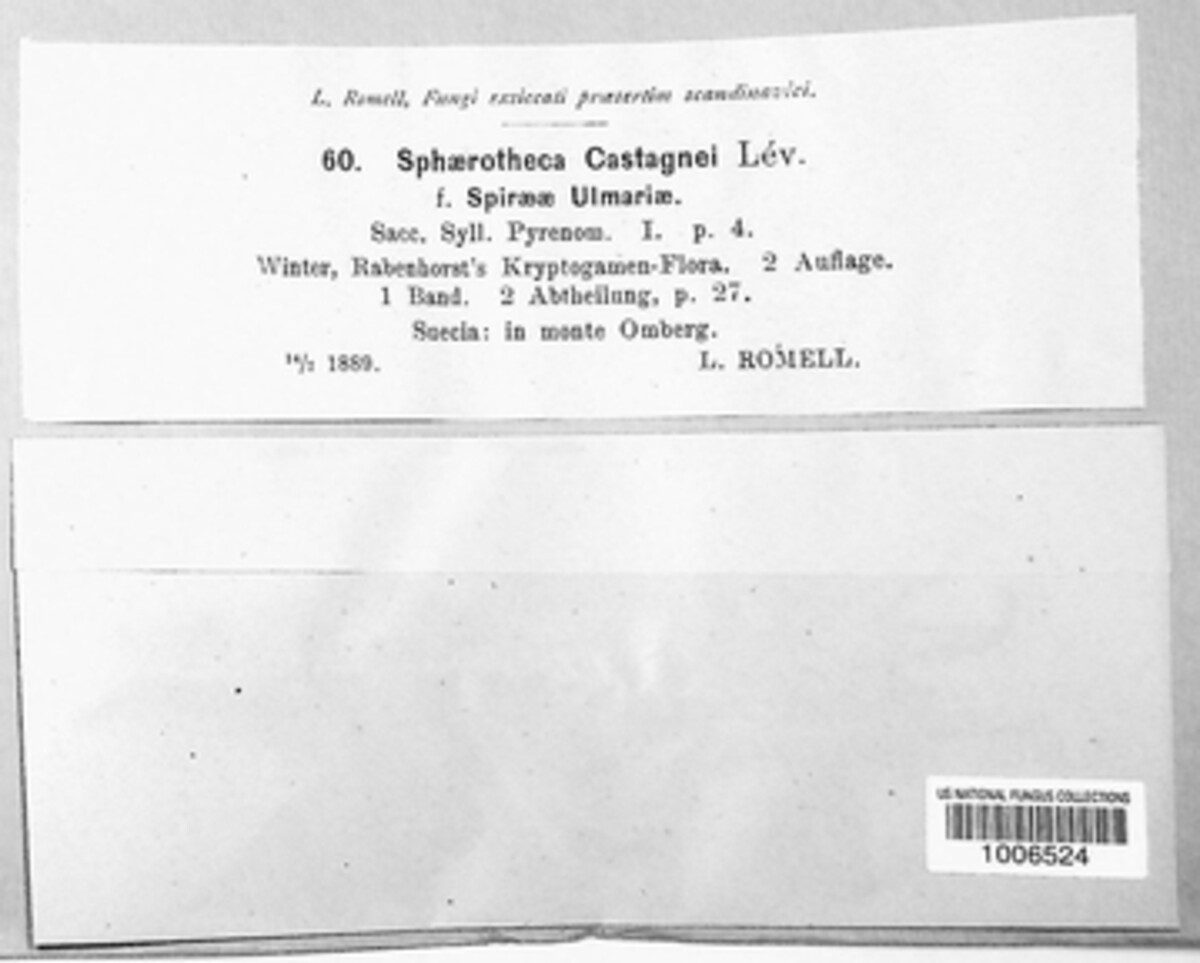 L. Romell, Fungi exsiccati præsertim scandinavici.
60. Sphærotheca Castagnei Lév.
f. Spirææ Ulmariæ.
Sacc. Syll. Pyrenom. I. p. 4.
Winter, Rabenhorst's Kryptogamen-Flora. 2 Auflage.
1 Band. 2 Abtheilung, p. 27.
Suecia: in monte Omberg.
1889. L. ROMELL.
US NATIONAL FUNGUS COLLECTIONS
1006524